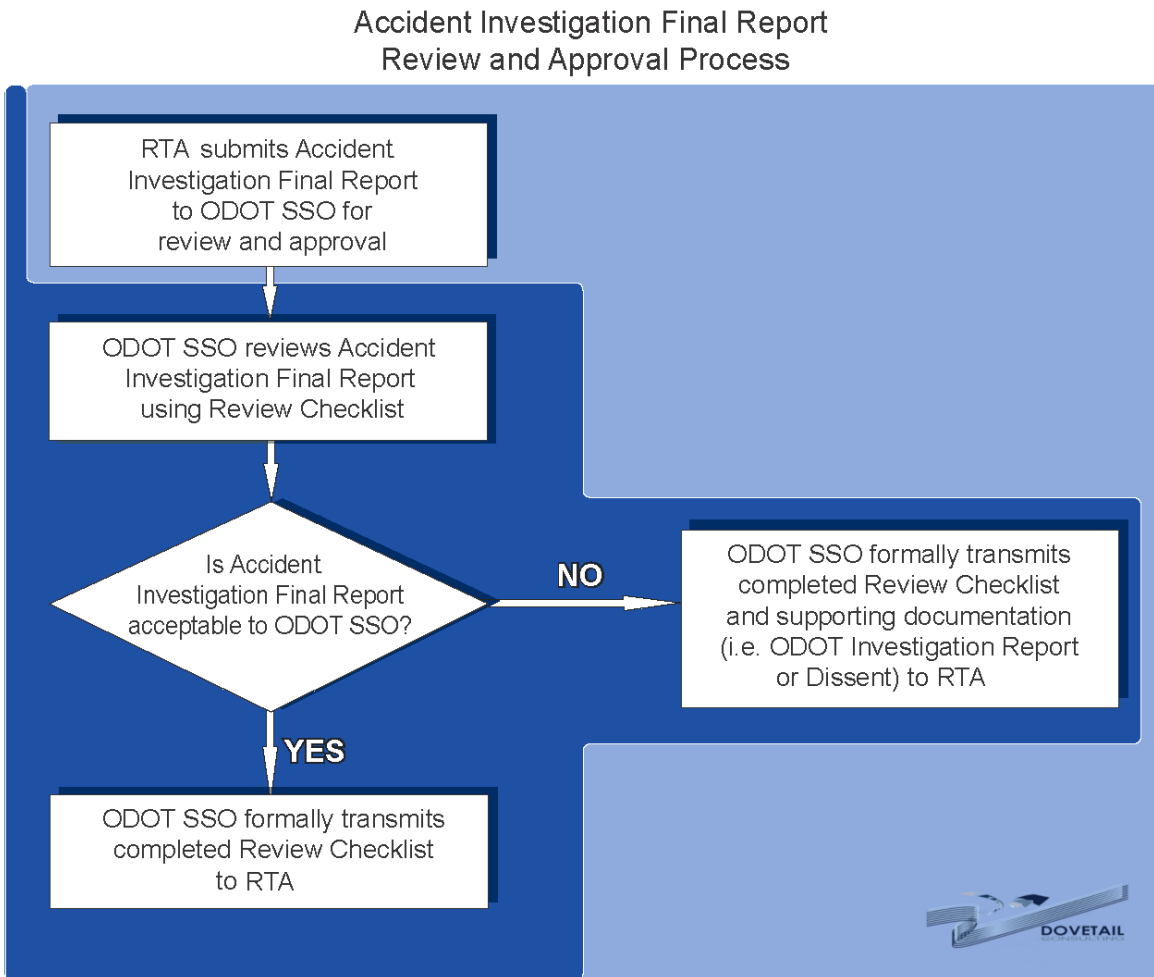 Accident Investigation Final Report
Review and Approval Process
RTA submits Accident
Investigation Final Report
to ODOT SSO for
review and approval
ODOT SSO reviews Accident
Investigation Final Report
using Review Checklist
Is Accident
Investigation Final Report
acceptable to ODOT SSO?
NO
ODOT SSO formally transmits
completed Review Checklist
and supporting documentation
(i.e. ODOT Investigation Report
or Dissent) to RTA
YES
ODOT SSO formally transmits
completed Review Checklist
to RTA
DOVETAIL
CONSULTING